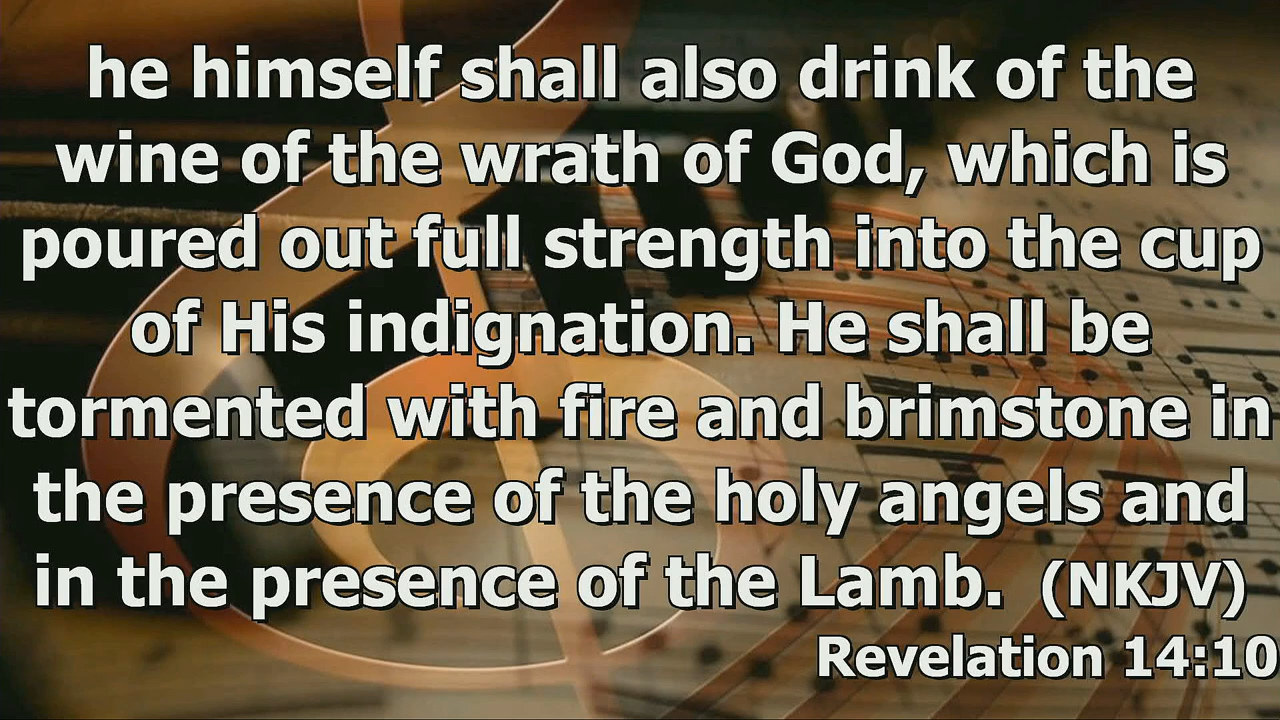 he himself shall also drink of the
wine of the wrath of God, which is
poured out full strength into the cup
of His indignation. He shall be
tormented with fire and brimstone in
the presence of the holy angels and
in the presence of the Lamb. (NKJV)
Revelation 14:10